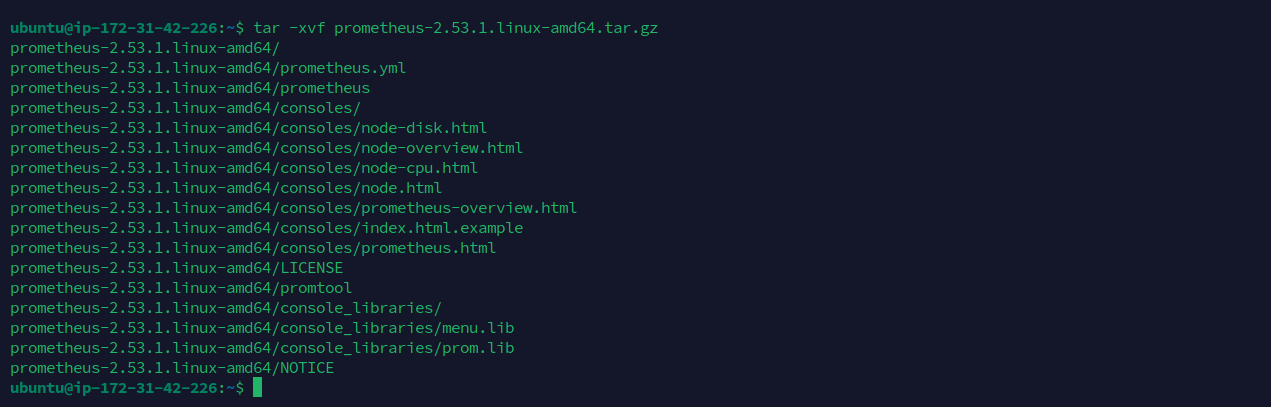 ubuntu@ip-172-31-42-226:~$ tar -xvf prometheus-2.53.1.linux-amd64.tar.gz
prometheus-2.53.1.linux-amd64/
prometheus-2.53.1.linux-amd64/prometheus.yml
prometheus-2.53.1.linux-amd64/prometheus
prometheus-2.53.1.linux-amd64/consoles/
prometheus-2.53.1.linux-amd64/consoles/node-disk.html
prometheus-2.53.1.linux-amd64/consoles/node-overview.html
prometheus-2.53.1.linux-amd64/consoles/node-cpu.html
prometheus-2.53.1.linux-amd64/consoles/node.html
prometheus-2.53.1.linux-amd64/consoles/prometheus-overview.html
prometheus-2.53.1.linux-amd64/consoles/index.html.example
prometheus-2.53.1.linux-amd64/consoles/prometheus.html
prometheus-2.53.1.linux-amd64/LICENSE
prometheus-2.53.1.linux-amd64/promtool
prometheus-2.53.1.linux-amd64/console_libraries/
prometheus-2.53.1.linux-amd64/console_libraries/menu.lib
prometheus-2.53.1.linux-amd64/console_libraries/prom.lib
prometheus-2.53.1.linux-amd64/NOTICE
ubuntu@ip-172-31-42-226:~$